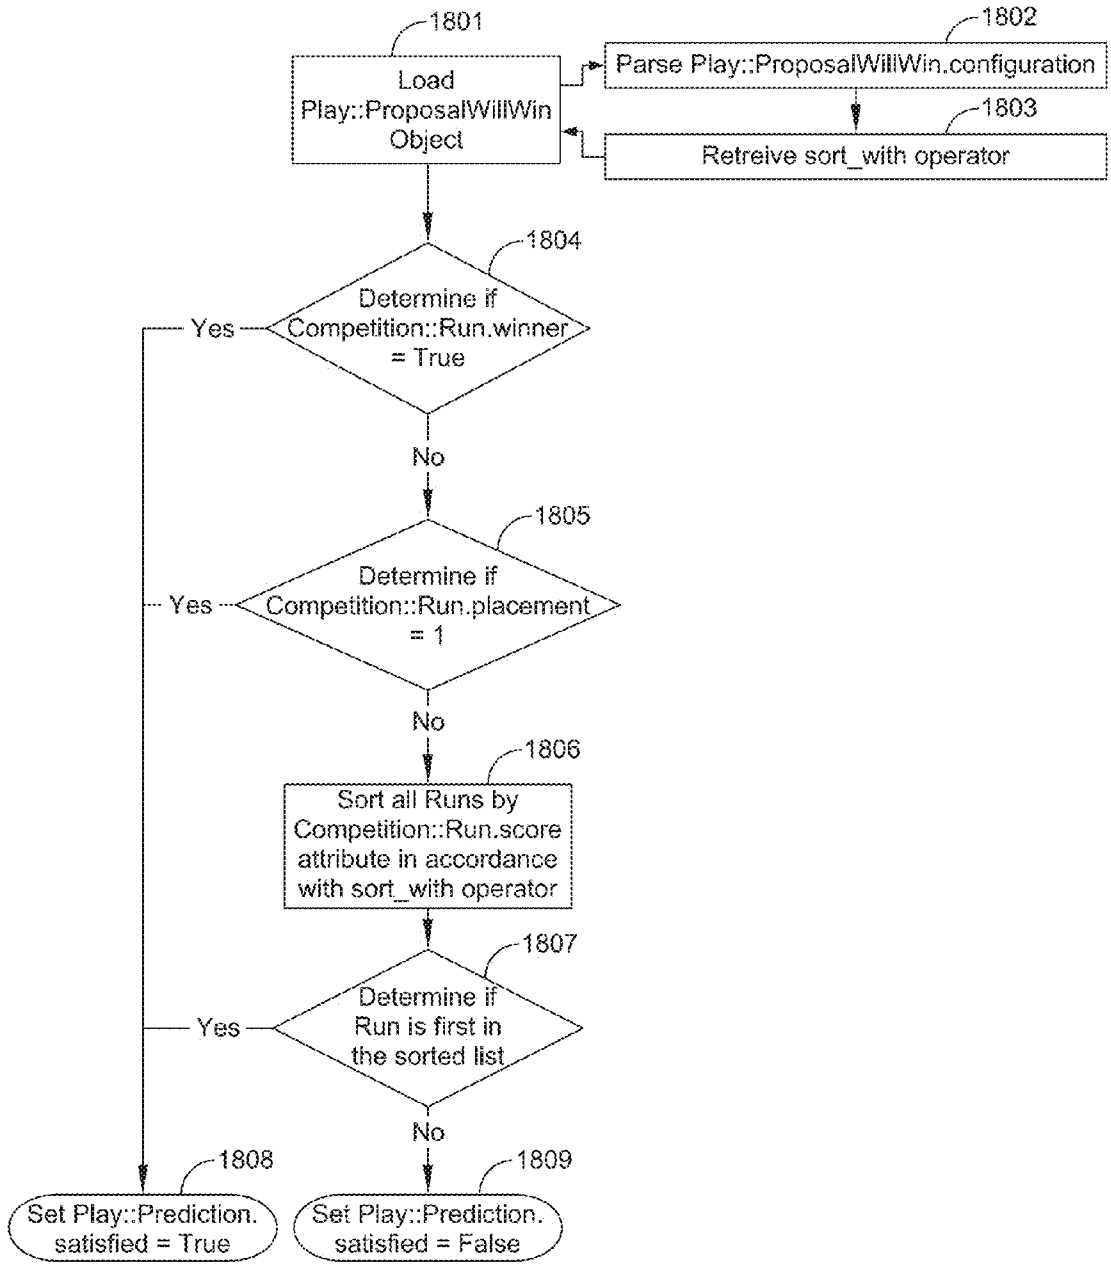 1801
Load
Play::ProposalWillWin
Object
1802
Parse Play::ProposalWillWin.configuration
1803
Retreive sort_with operator
1804
Determine if
Competition::Run.winner
= True
Yes
No
1805
Determine if
Competition::Run.placement
= 1
Yes
No
1806
Sort all Runs by
Competition::Run.score
attribute in accordance
with sort_with operator
1807
Determine if
Run is first in
the sorted list
Yes
No
1808
Set Play::Prediction.
satisfied = True
1809
Set Play::Prediction.
satisfied = False